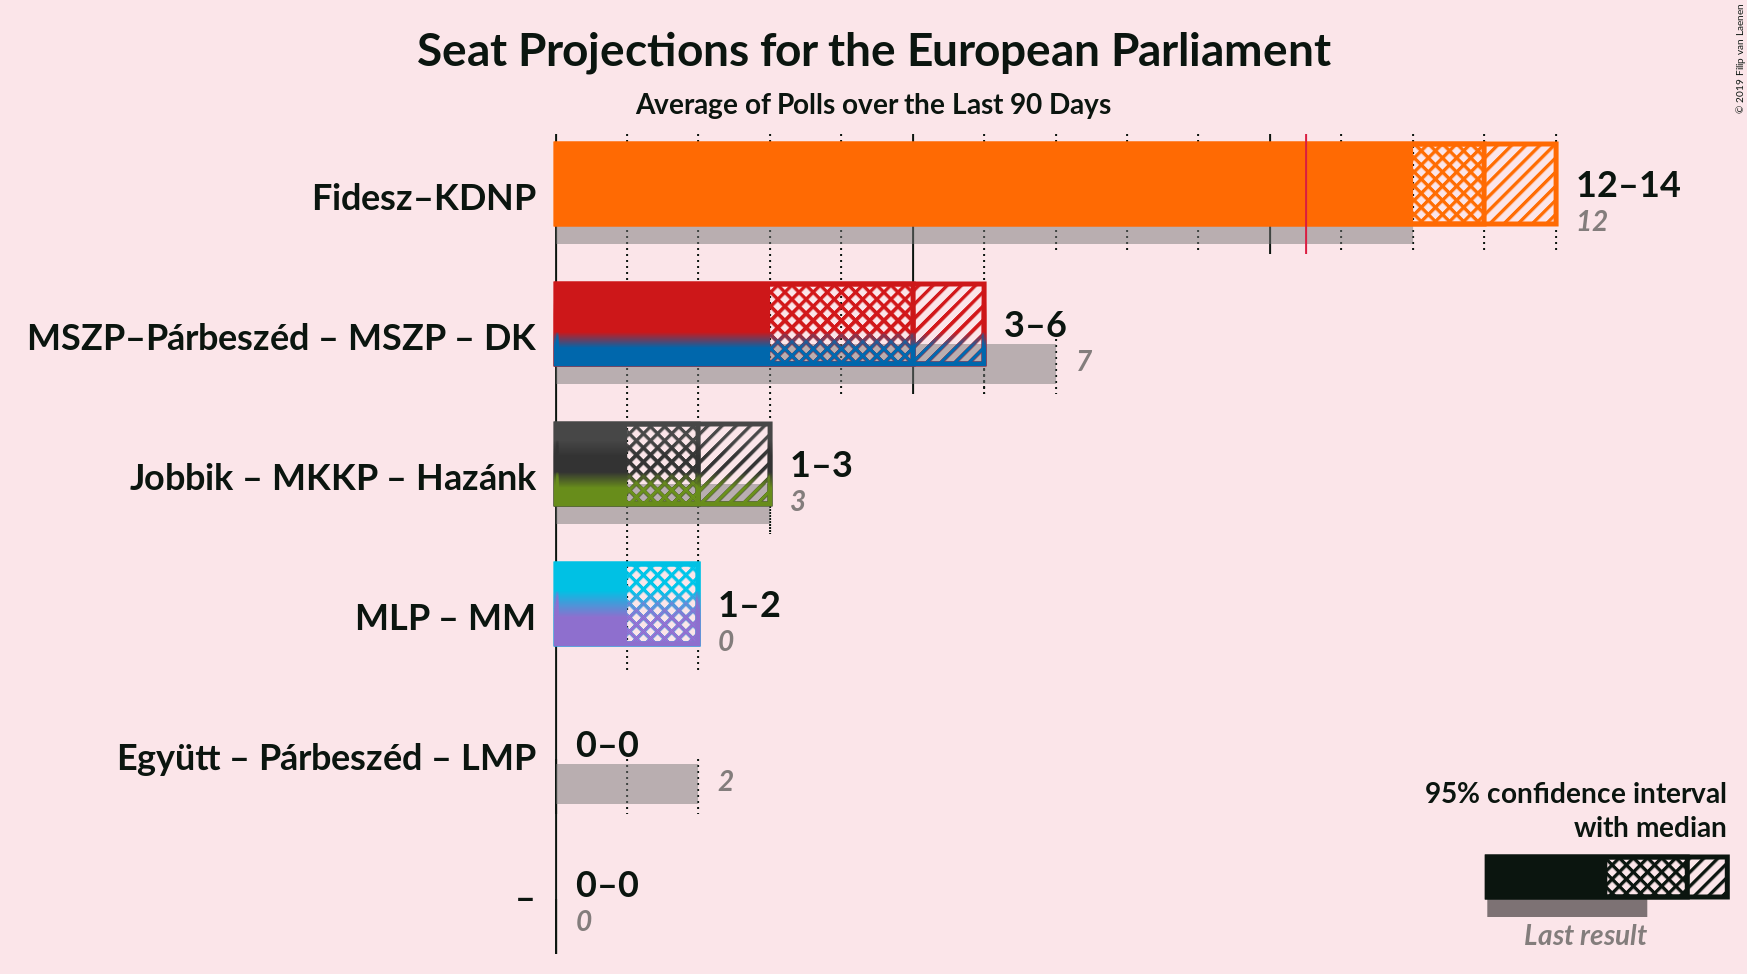 Seat Projections for the European Parliament
Average of Polls over the Last 90 Days
© 2019 Filip van Laenen
Fidesz–KDNP
12–14
12
MSZP–Párbeszéd – MSZP – DK
3–6
7
Jobbik – MKKP – Hazánk
1–3
3
MLP – MM
1–2
0
Együtt – Párbeszéd – LMP
0–0
2
–
0–0
0
95% confidence interval
with median
Last result